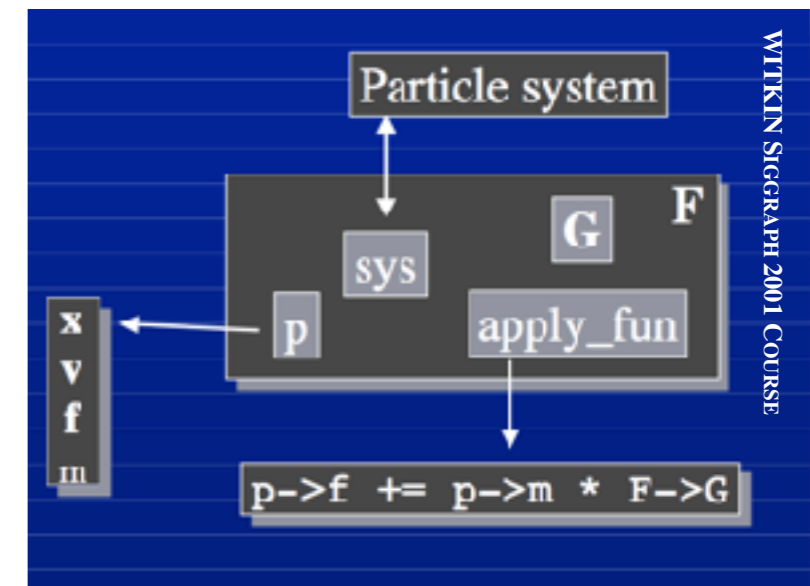 Particle system
F
G
sys
p
apply_fun
x
v
f
m
p->f += p->m * F->G
WITKIN SIGGRAPH 2001 COURSE